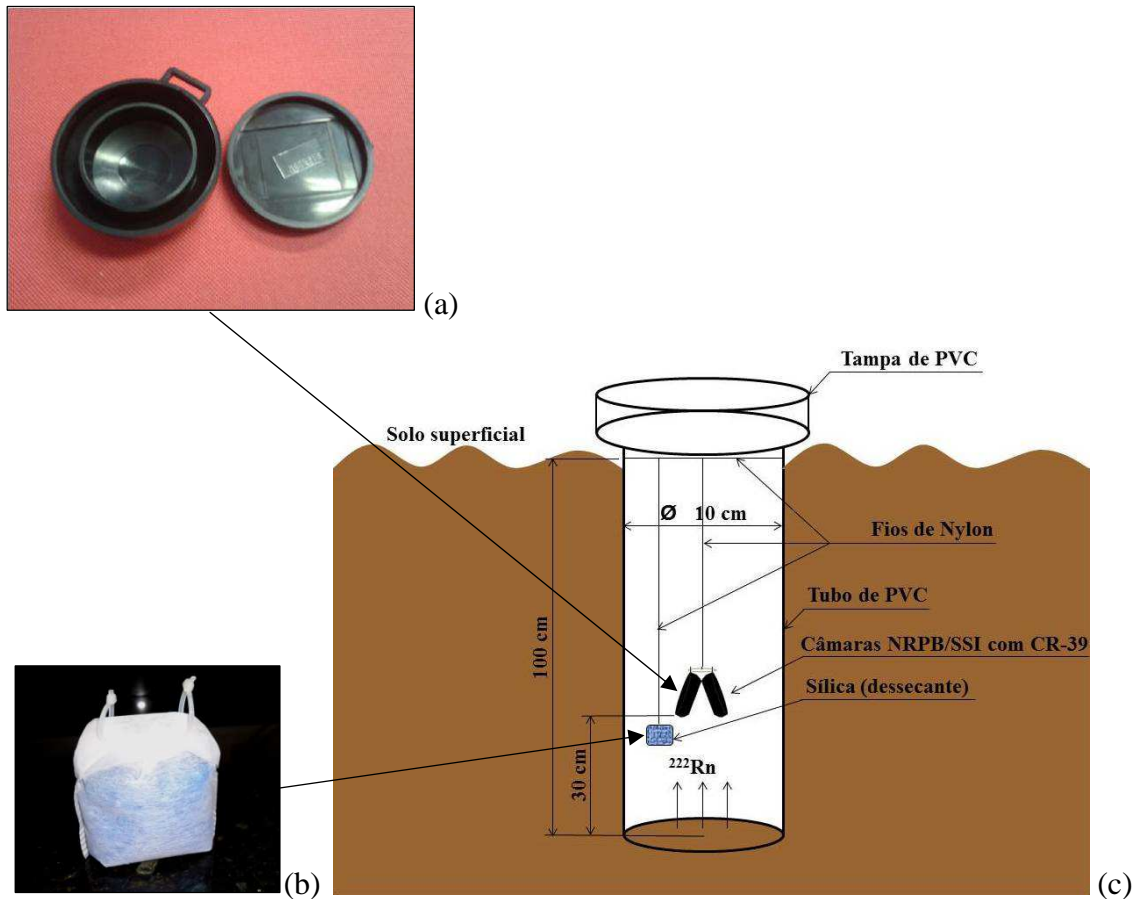 (a)
Tampa de PVC
Solo superficial
Ø 10 cm
Fios de Nylon
100 cm
Tubo de PVC
Câmaras NRPB/SSI com CR-39
Sílica (dessecante)
²²²Rn
30 cm
(b)
(c)